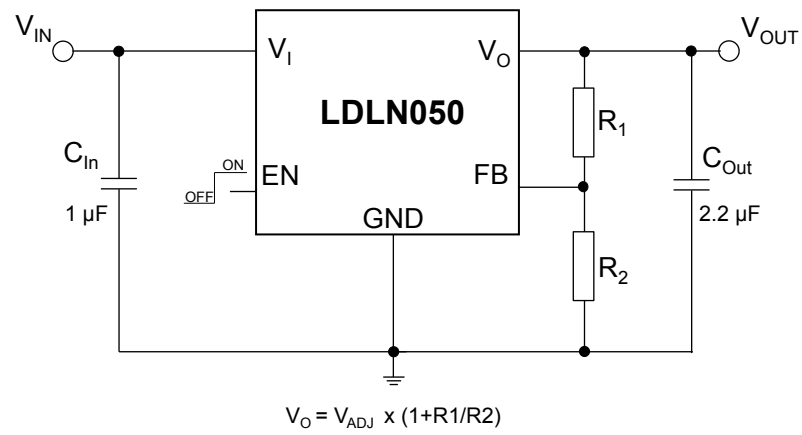 V_IN
V_OUT
V_I
V_O
LDLN050
R_1
C_In
1 µF
ON
OFF
EN
FB
C_Out
2.2 µF
GND
R_2
V_O = V_ADJ x (1+R1/R2)